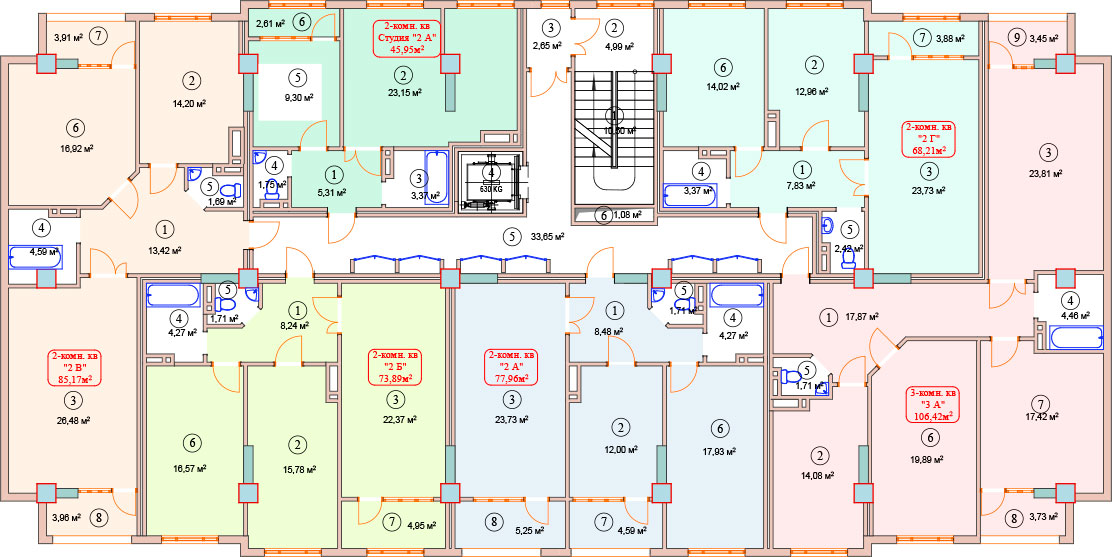 3,91 м²
7
2
14,20 м²
6
16,92 м²
5
1,69 м²
4
4,59 м²
1
13,42 м²
2-комн. кв
"2 В"
85,17м²
3
26,48 м²
3,96 м²
8
2,61 м²
6
2-комн. кв
Студия "2 А"
45,95м²
2
23,15 м²
5
9,30 м²
4
1,75 м²
1
5,31 м²
3
3,37 м²
4
630 KG
3
2,65 м²
2
4,99 м²
1
6
1,08 м²
5
33,65 м²
6
14,02 м²
2
12,96 м²
7
3,88 м²
2-комн. кв
"2 Г"
68,21м²
3
23,73 м²
4
3,37 м²
1
7,83 м²
5
2,42 м²
9
3,45 м²
3
23,81 м²
4
4,27 м²
5
1,71 м²
1
8,24 м²
2-комн. кв
"2 Б"
73,89м²
3
22,37 м²
6
16,57 м²
2
15,78 м²
7
4,95 м²
2-комн. кв
"2 А"
77,96м²
3
23,73 м²
1
8,48 м²
5
1,71 м²
4
4,27 м²
2
12,00 м²
6
17,93 м²
8
5,25 м²
7
4,59 м²
1
17,87 м²
4
4,46 м²
5
1,71 м²
2
14,08 м²
3-комн. кв
"3 А"
106,42м²
6
19,89 м²
7
17,42 м²
8
3,73 м²